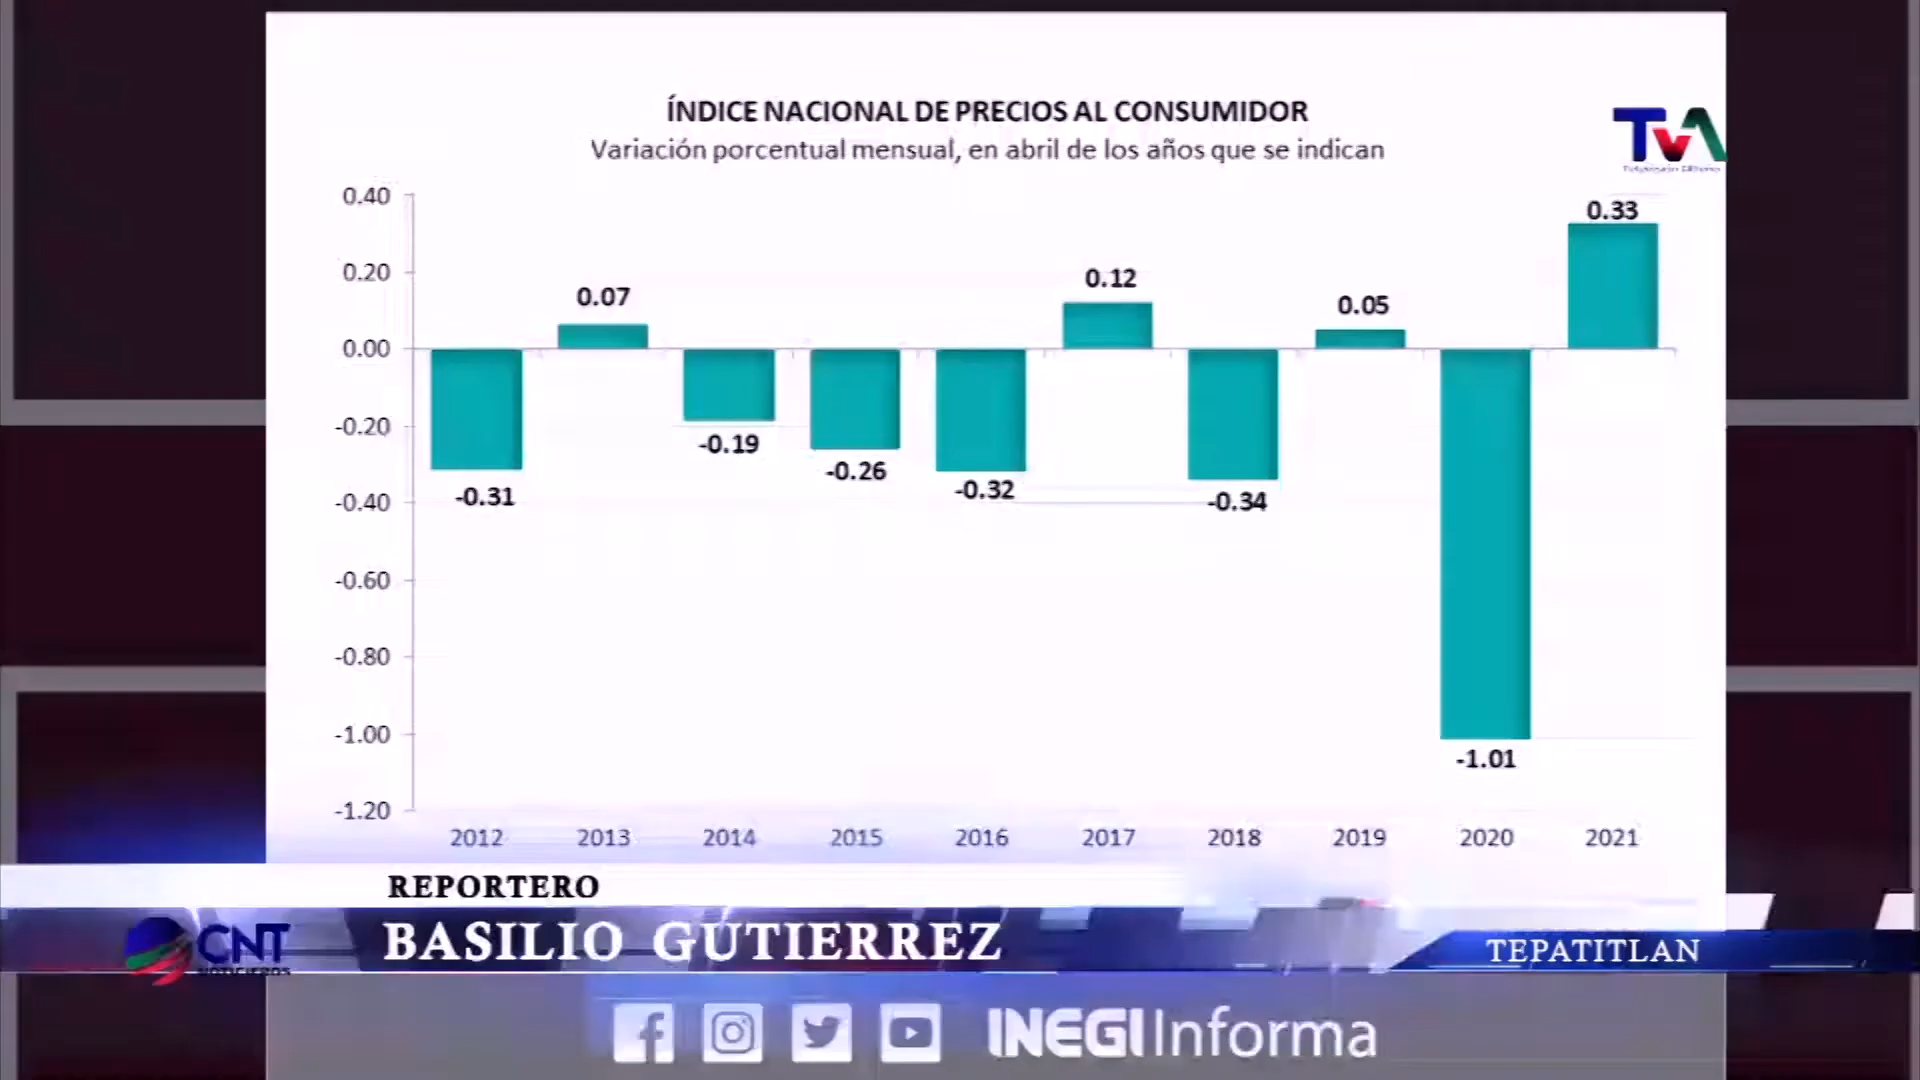 ÍNDICE NACIONAL DE PRECIOS AL CONSUMIDOR
Variación porcentual mensual, en abril de los años que se indican
TvA
0.40
0.20
0.00
-0.20
-0.40
-0.60
-0.80
-1.00
-1.20
-0.31
0.07
-0.19
-0.26
-0.32
0.12
-0.34
0.05
-1.01
0.33
2012 2013 2014 2015 2016 2017 2018 2019 2020 2021
REPORTERO
CNT
NOTICIEROS
BASILIO GUTIERREZ
TEPATITLAN
INEGI Informa